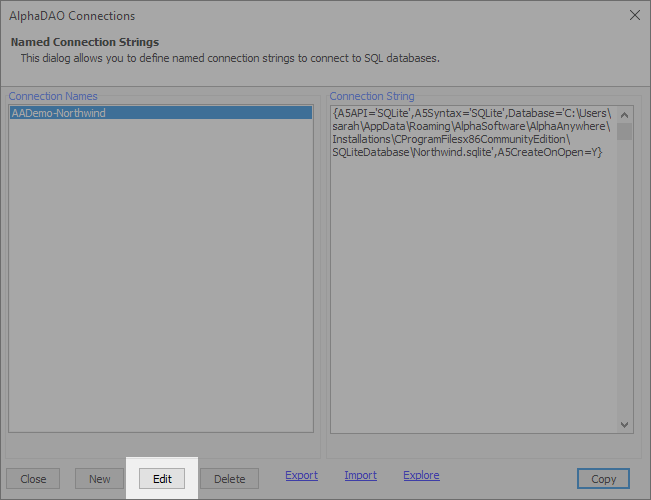 AlphaDAO Connections
Named Connection Strings
This dialog allows you to define named connection strings to connect to SQL databases.
Connection Names
AADemo-Northwind
Connection String
{A5API='SQLite',A5Syntax='SQLite',Database='C:\Users\
sarah\AppData\Roaming\AlphaSoftware\AlphaAnywhere\
Installations\CProgramFilesx86CommunityEdition\
SQLiteDatabase\Northwind.sqlite',A5CreateOnOpen=Y}
Close New Edit Delete Export Import Explore Copy